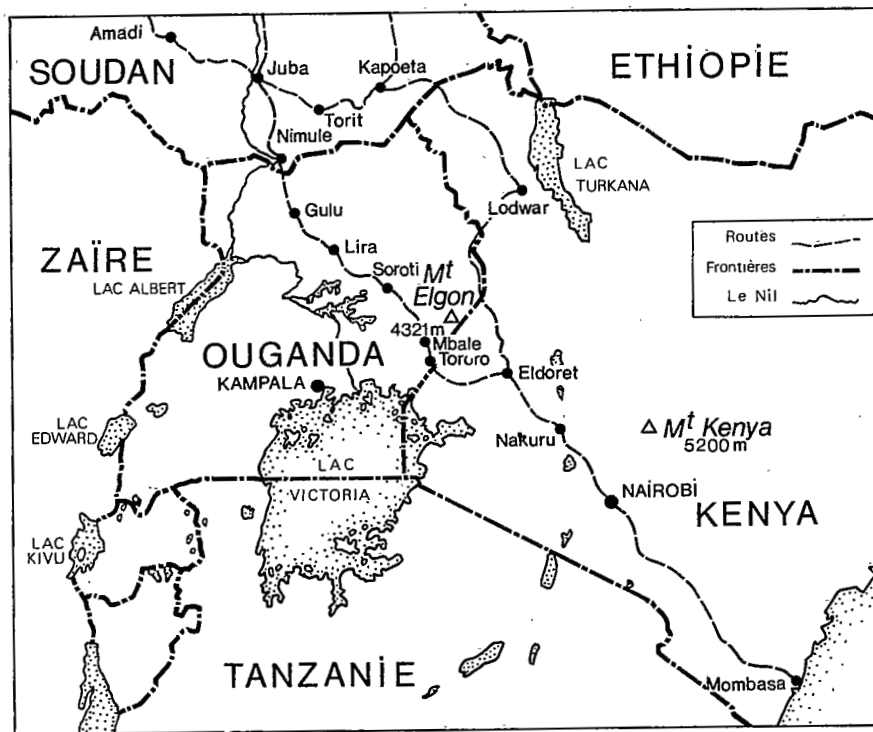 Amadi
SOUDAN
Juba
Kapoeta
ETHIOPIE
Torit
Nimule
LAC
TURKANA
Lodwar
Gulu
Routes
Frontières
Le Nil
ZAÏRE
LAC ALBERT
Lira
Soroti
Mt
Elgon
4321m
Mbale
Tororo
OUGANDA
KAMPALA
Eldoret
LAC
EDWARD
Nakuru
Mt Kenya
5200m
LAC
VICTORIA
NAÏROBI
KENYA
LAC
KIVU
TANZANIE
Mombasa